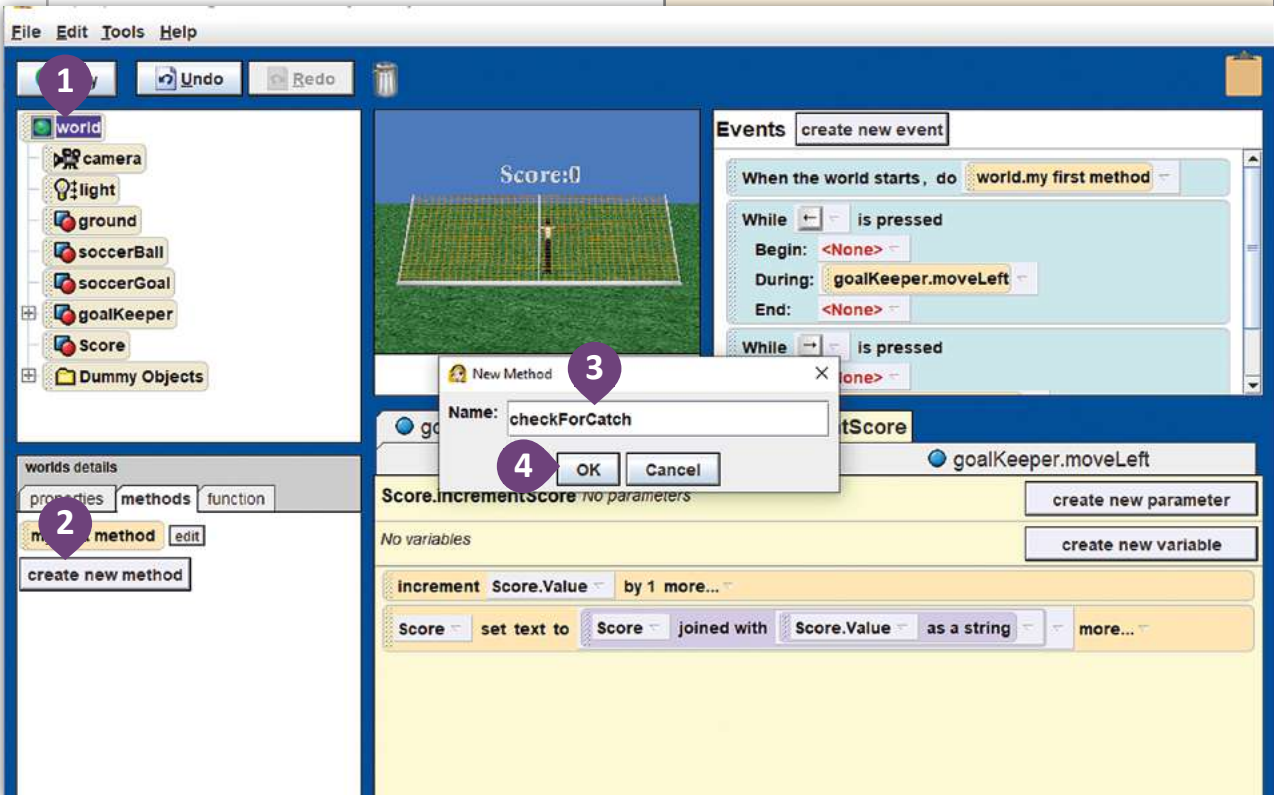 File Edit Tools Help
1
Undo
Redo
world
camera
light
ground
soccerBall
soccerGoal
goalKeeper
Score
Dummy Objects
Score:0
Events create new event
When the world starts, do world.my first method
While ← is pressed
Begin: <None>
During: goalKeeper.moveLeft
End: <None>
While → is pressed
New Method
3
Name: checkForCatch
4
OK Cancel
worlds details
properties methods function
2
method edit
create new method
goalKeeper.moveLeft
Score.incrementScore No parameters
create new parameter
No variables
create new variable
increment Score.Value by 1 more...
Score set text to Score joined with Score.Value as a string more...